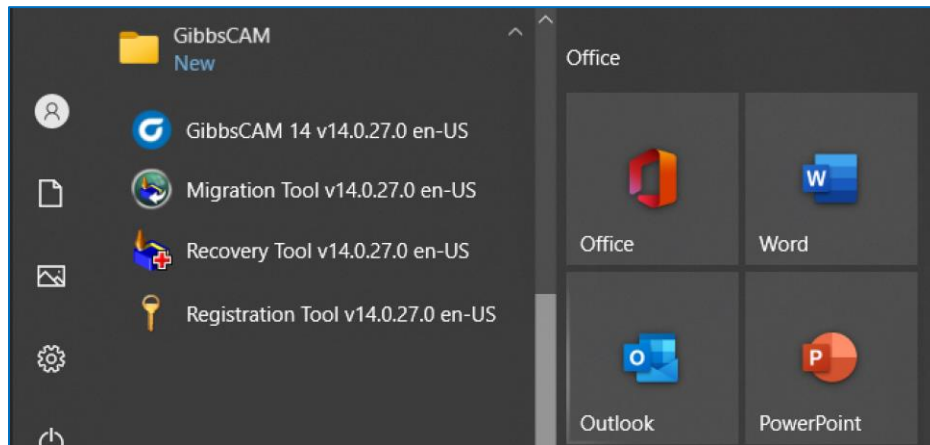 GibbsCAM
New
GibbsCAM 14 v14.0.27.0 en-US
Migration Tool v14.0.27.0 en-US
Recovery Tool v14.0.27.0 en-US
Registration Tool v14.0.27.0 en-US
Office
Office
Word
Outlook
PowerPoint